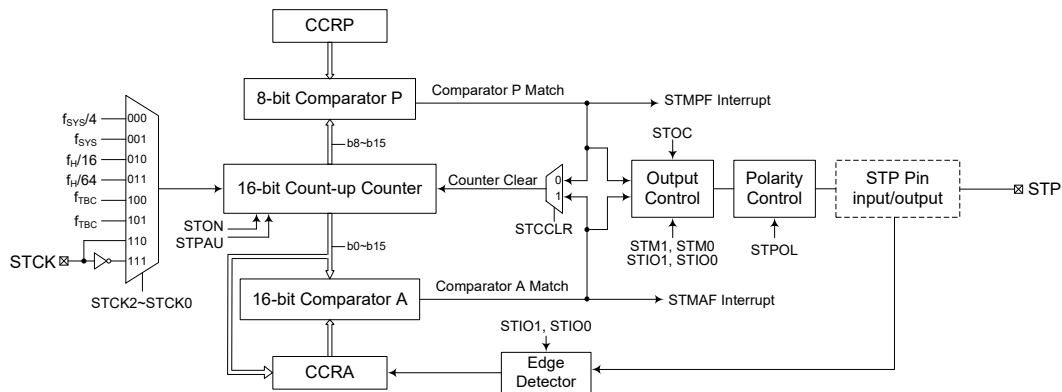 CCRP
8-bit Comparator P
Comparator P Match
STMPF Interrupt
b8~b15
fSYS/4
000
fSYS
001
fH/16
010
fH/64
011
fTBC
100
fTBC
101
110
111
STCK
STCK2~STCK0
16-bit Count-up Counter
STON
STPAU
Counter Clear
0
1
STCCLR
STOC
Output
Control
STM1, STM0
STIO1, STIO0
Polarity
Control
STPOL
STP Pin
input/output
STP
b0~b15
16-bit Comparator A
Comparator A Match
STMAF Interrupt
STIO1, STIO0
CCRA
Edge
Detector